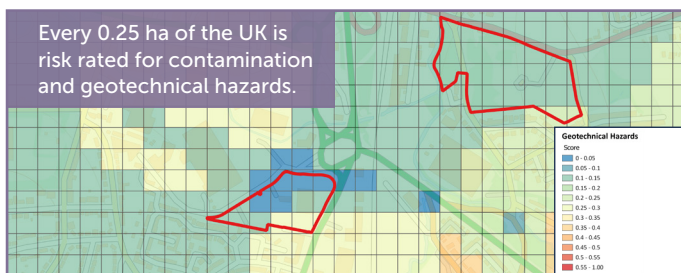 Every 0.25 ha of the UK is
risk rated for contamination
and geotechnical hazards.
Geotechnical Hazards
Score
0 - 0.05
0.05 - 0.1
0.1 - 0.15
0.15 - 0.2
0.2 - 0.25
0.25 - 0.3
0.3 - 0.35
0.35 - 0.4
0.4 - 0.45
0.45 - 0.5
0.5 - 0.55
0.55 - 1.00